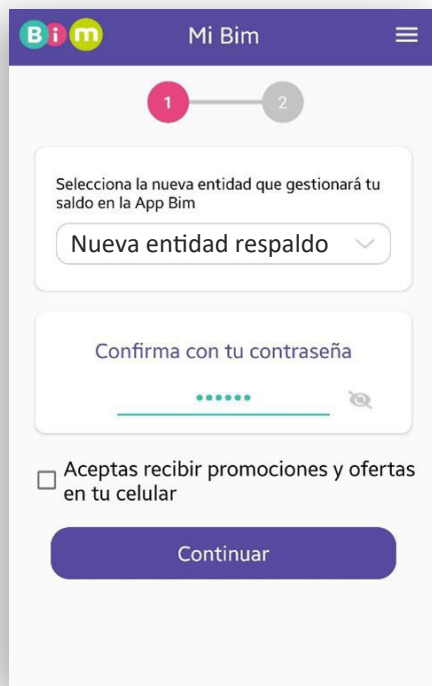 Bim Mi Bim
1 2
Selecciona la nueva entidad que gestionará tu
saldo en la App Bim
Nueva entidad respaldo
Confirma con tu contraseña
••••••
Aceptas recibir promociones y ofertas
en tu celular
Continuar